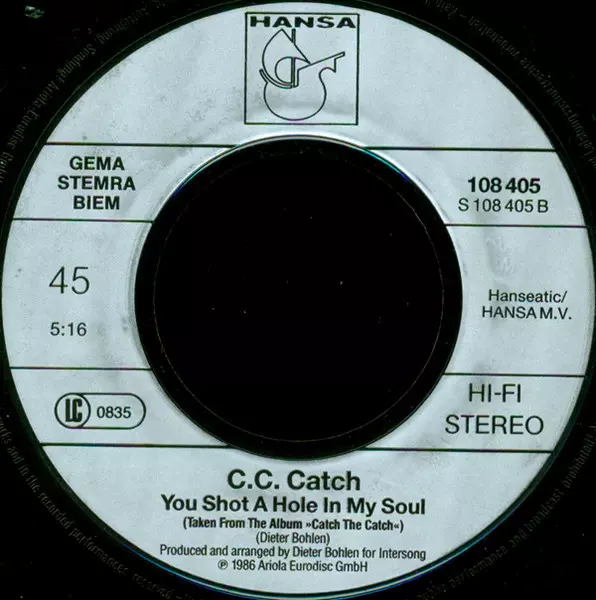 HANSA
GEMA
STEMRA
BIEM
108 405
S 108 405 B
45
5:16
Hanseatic/
HANSA M.V.
LC 0835
HI-FI
STEREO
C.C. Catch
You Shot A Hole In My Soul
(Taken From The Album »Catch The Catch«)
(Dieter Bohlen)
Produced and arranged by Dieter Bohlen for Intersong
℗ 1986 Ariola Eurodisc GmbH